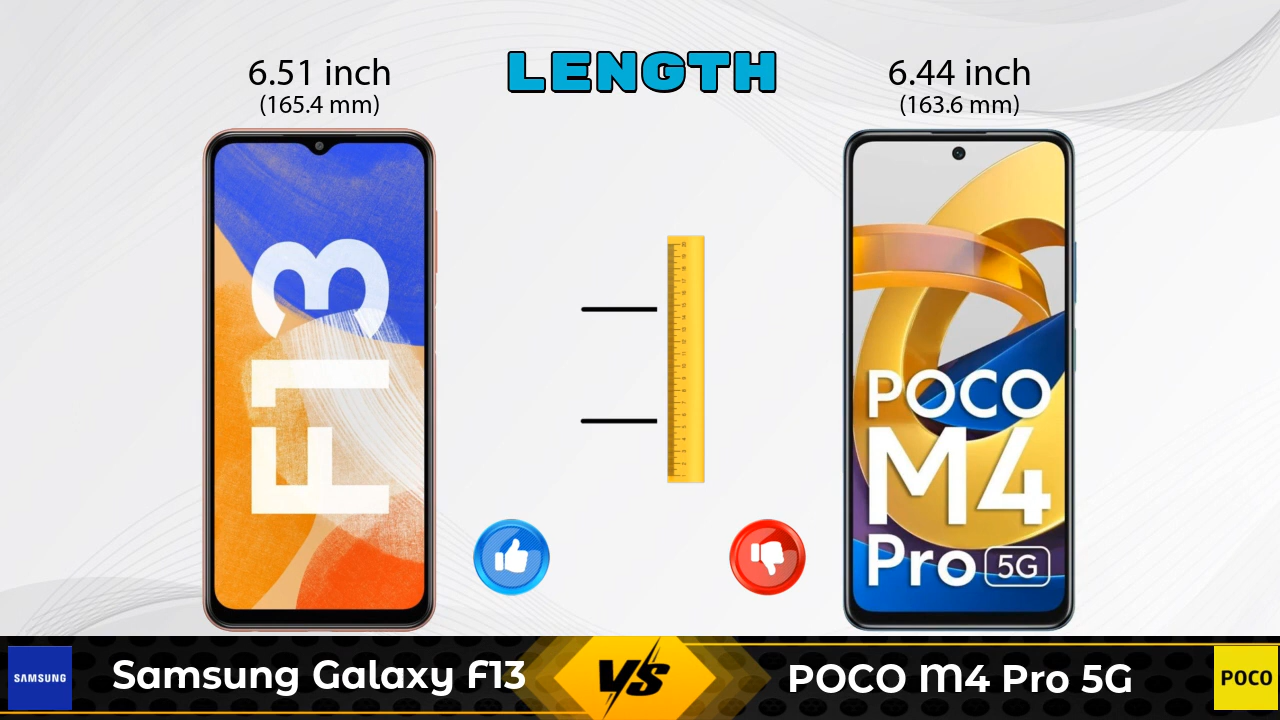 LENGTH
6.51 inch
(165.4 mm)
6.44 inch
(163.6 mm)
F13
POCO
M4
Pro 5G
SAMSUNG
Samsung Galaxy F13
VS
POCO M4 Pro 5G
POCO